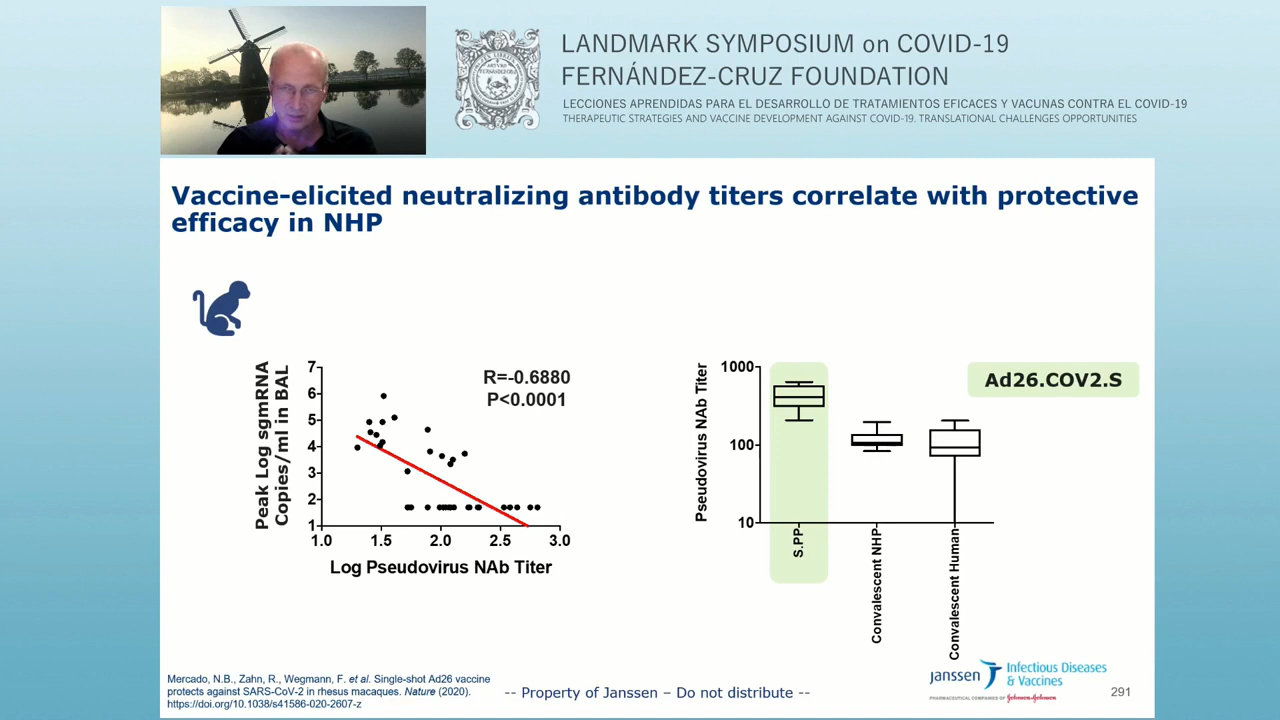 LANDMARK SYMPOSIUM on COVID-19
FERNÁNDEZ-CRUZ FOUNDATION
LECCIONES APRENDIDAS PARA EL DESARROLLO DE TRATAMIENTOS EFICACES Y VACUNAS CONTRA EL COVID-19
THERAPEUTIC STRATEGIES AND VACCINE DEVELOPMENT AGAINST COVID-19. TRANSLATIONAL CHALLENGES OPPORTUNITIES
Vaccine-elicited neutralizing antibody titers correlate with protective
efficacy in NHP
Peak Log sgmRNA
Copies/ml in BAL
7
6
5
4
3
2
1
R=-0.6880
P<0.0001
1.0 1.5 2.0 2.5 3.0
Log Pseudovirus NAb Titer
Pseudovirus NAb Titer
1000
100
10
Ad26.COV2.S
S.PP
Convalescent NHP
Convalescent Human
Mercado, N.B., Zahn, R., Wegmann, F. et al. Single-shot Ad26 vaccine
protects against SARS-CoV-2 in rhesus macaques. Nature (2020).
https://doi.org/10.1038/s41586-020-2607-z
-- Property of Janssen – Do not distribute --
janssen Infectious Diseases
& Vaccines
PHARMACEUTICAL COMPANIES OF Johnson&Johnson
291